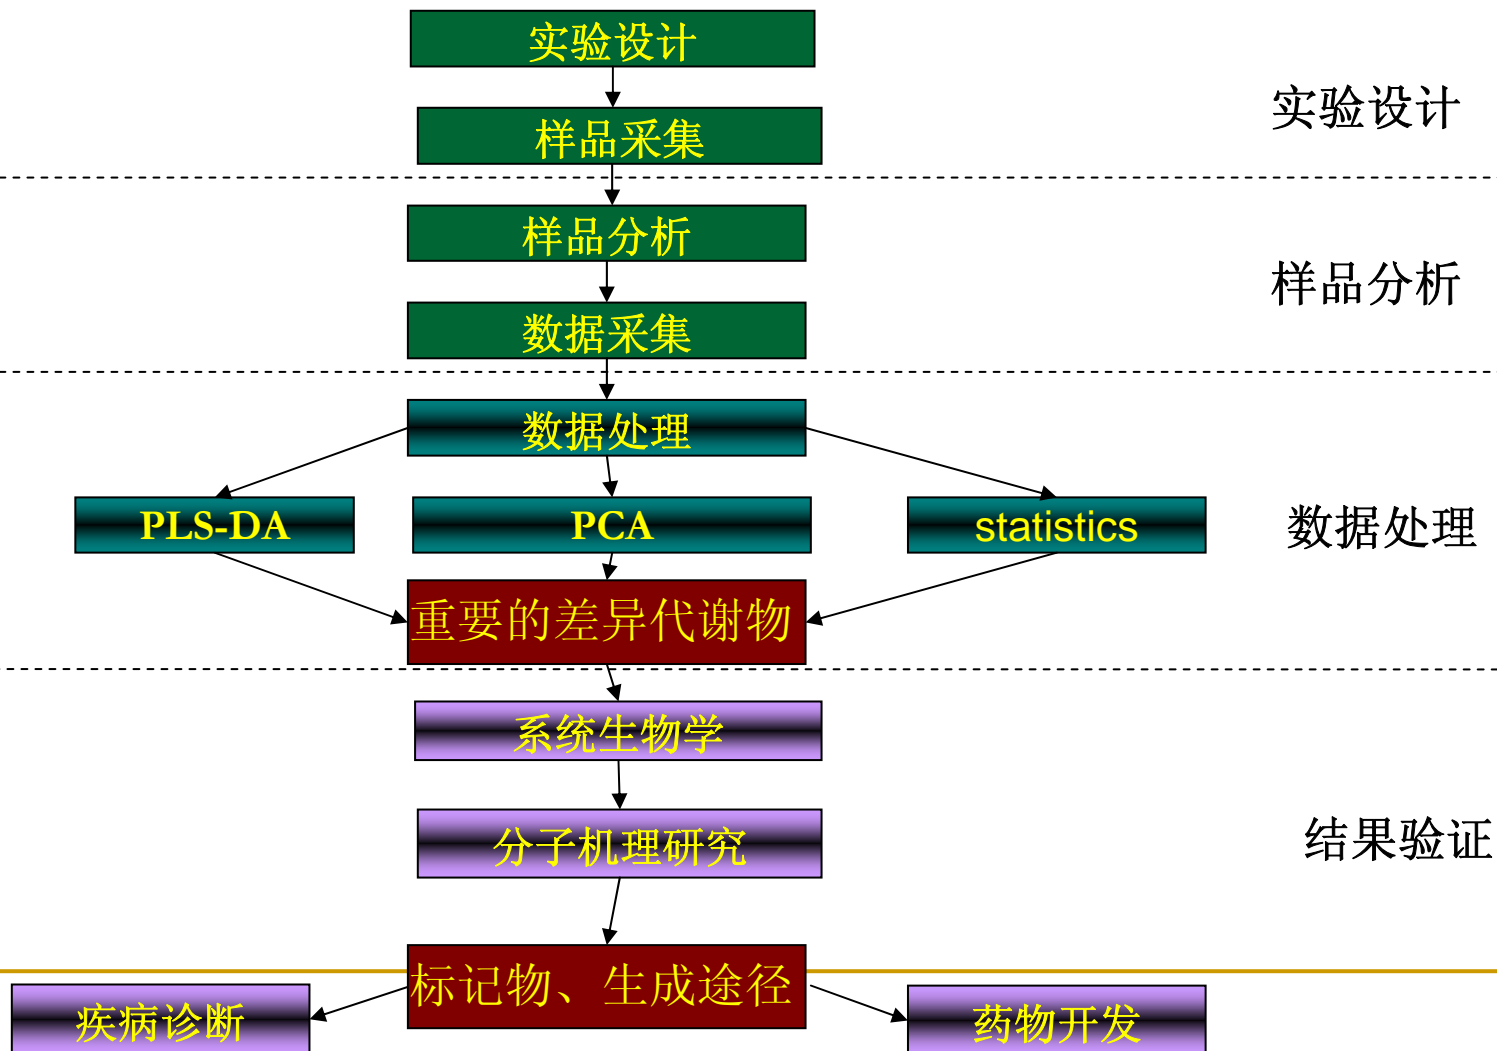 实验设计
样品采集
实验设计
样品分析
数据采集
样品分析
数据处理
PLS-DA
PCA
statistics
数据处理
重要的差异代谢物
系统生物学
分子机理研究
结果验证
标记物、生成途径
疾病诊断
药物开发